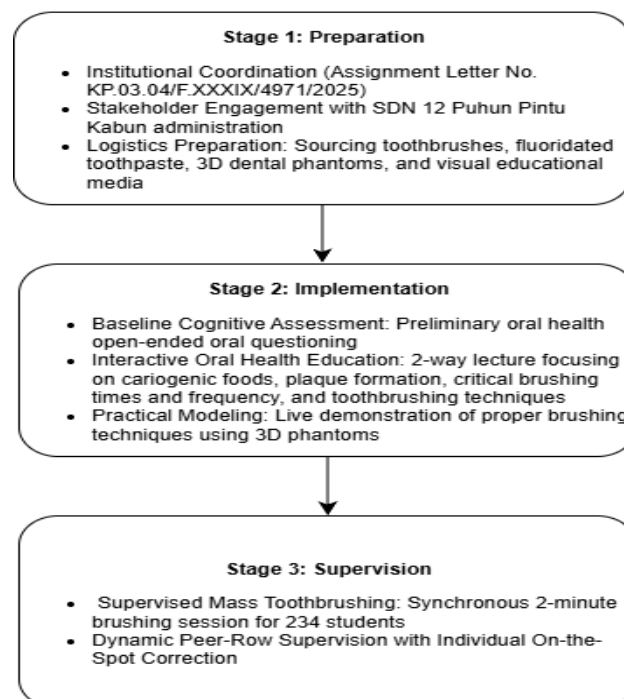 Stage 1: Preparation
• Institutional Coordination (Assignment Letter No.
KP.03.04/F.XXXIX/4971/2025)
• Stakeholder Engagement with SDN 12 Puhun Pintu
Kabun administration
• Logistics Preparation: Sourcing toothbrushes, fluoridated
toothpaste, 3D dental phantoms, and visual educational
media
Stage 2: Implementation
• Baseline Cognitive Assessment: Preliminary oral health
open-ended oral questioning
• Interactive Oral Health Education: 2-way lecture focusing
on cariogenic foods, plaque formation, critical brushing
times and frequency, and toothbrushing techniques
• Practical Modeling: Live demonstration of proper brushing
techniques using 3D phantoms
Stage 3: Supervision
• Supervised Mass Toothbrushing: Synchronous 2-minute
brushing session for 234 students
• Dynamic Peer-Row Supervision with Individual On-the-
Spot Correction